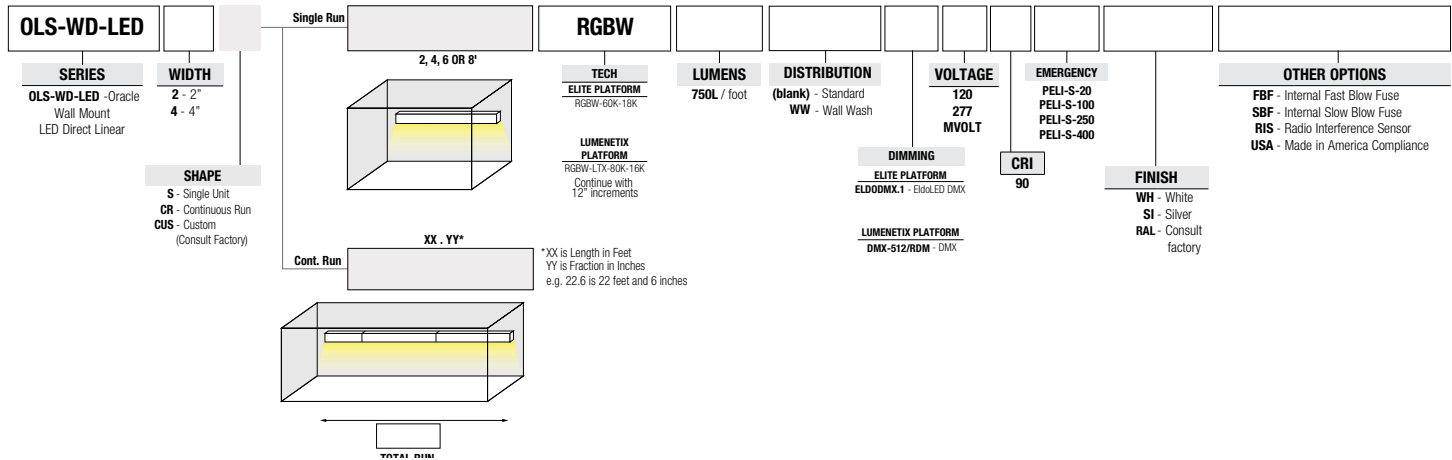 OLS-WD-LED
Single Run
RGBW
2, 4, 6 OR 8'
SERIES
OLS-WD-LED -Oracle
Wall Mount
LED Direct Linear
WIDTH
2 - 2”
4 - 4”
SHAPE
S - Single Unit
CR - Continuous Run
CUS - Custom
(Consult Factory)
TECH
ELITE PLATFORM
RGBW-60K-18K
LUMENETIX
PLATFORM
RGBW-LTX-80K-16K
Continue with
12” increments
LUMENS
750L / foot
DISTRIBUTION
(blank) - Standard
WW - Wall Wash
DIMMING
ELITE PLATFORM
ELDODMX.1 - EldoLED DMX
LUMENETIX PLATFORM
DMX-512/RDM - DMX
VOLTAGE
120
277
MVOLT
CRI
90
EMERGENCY
PELI-S-20
PELI-S-100
PELI-S-250
PELI-S-400
FINISH
WH - White
SI - Silver
RAL - Consult
factory
OTHER OPTIONS
FBF - Internal Fast Blow Fuse
SBF - Internal Slow Blow Fuse
RIS - Radio Interference Sensor
USA - Made in America Compliance
XX . YY*
Cont. Run
*XX is Length in Feet
YY is Fraction in Inches
e.g. 22.6 is 22 feet and 6 inches
TOTAL RUN